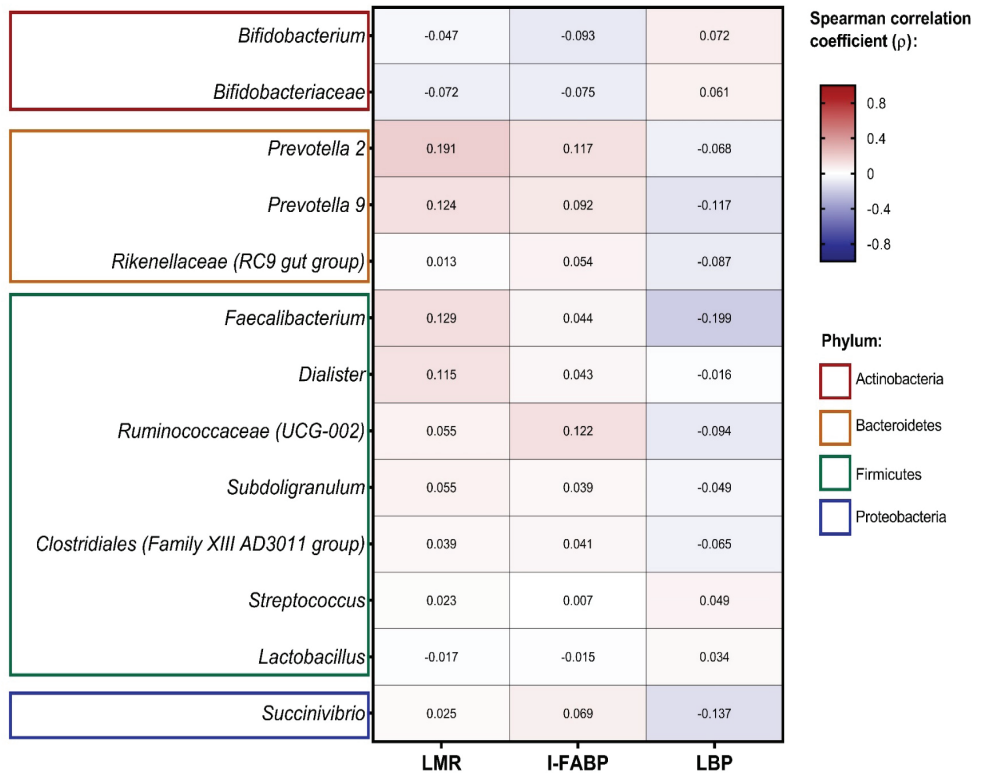 Bifidobacterium -0.047 -0.093 0.072
Bifidobacteriaceae -0.072 -0.075 0.061
Prevotella 2 0.191 0.117 -0.068
Prevotella 9 0.124 0.092 -0.117
Rikenellaceae (RC9 gut group) 0.013 0.054 -0.087
Faecalibacterium 0.129 0.044 -0.199
Dialister 0.115 0.043 -0.016
Ruminococcaceae (UCG-002) 0.055 0.122 -0.094
Subdoligranulum 0.055 0.039 -0.049
Clostridiales (Family XIII AD3011 group) 0.039 0.041 -0.065
Streptococcus 0.023 0.007 0.049
Lactobacillus -0.017 -0.015 0.034
Succinivibrio 0.025 0.069 -0.137
LMR I-FABP LBP
Spearman correlation
coefficient (ρ):
0.8
0.4
0
-0.4
-0.8
Phylum:
Actinobacteria
Bacteroidetes
Firmicutes
Proteobacteria